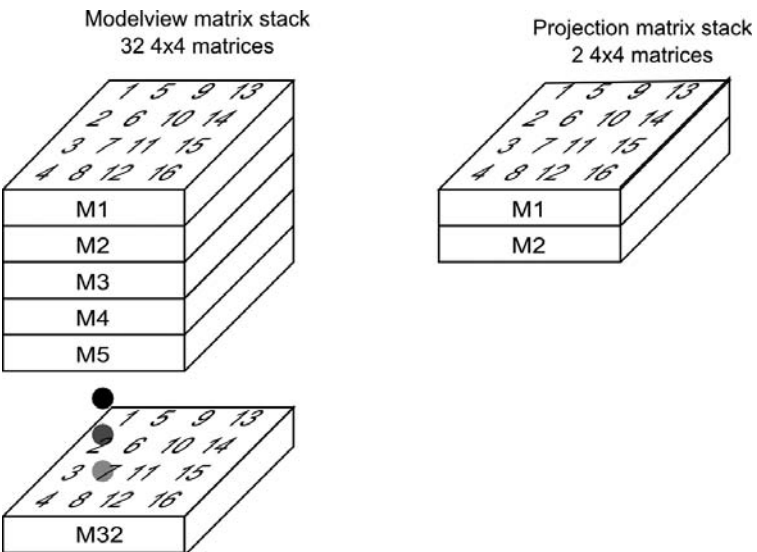 Modelview matrix stack
32 4x4 matrices
1 5 9 13
2 6 10 14
3 7 11 15
4 8 12 16
M1
M2
M3
M4
M5
1 5 9 13
2 6 10 14
3 7 11 15
4 8 12 16
M32
Projection matrix stack
2 4x4 matrices
1 5 9 13
2 6 10 14
3 7 11 15
4 8 12 16
M1
M2